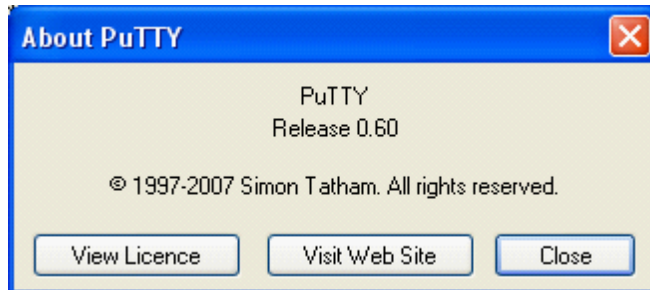 About PuTTY
PuTTY
Release 0.60
© 1997-2007 Simon Tatham. All rights reserved.
View Licence
Visit Web Site
Close